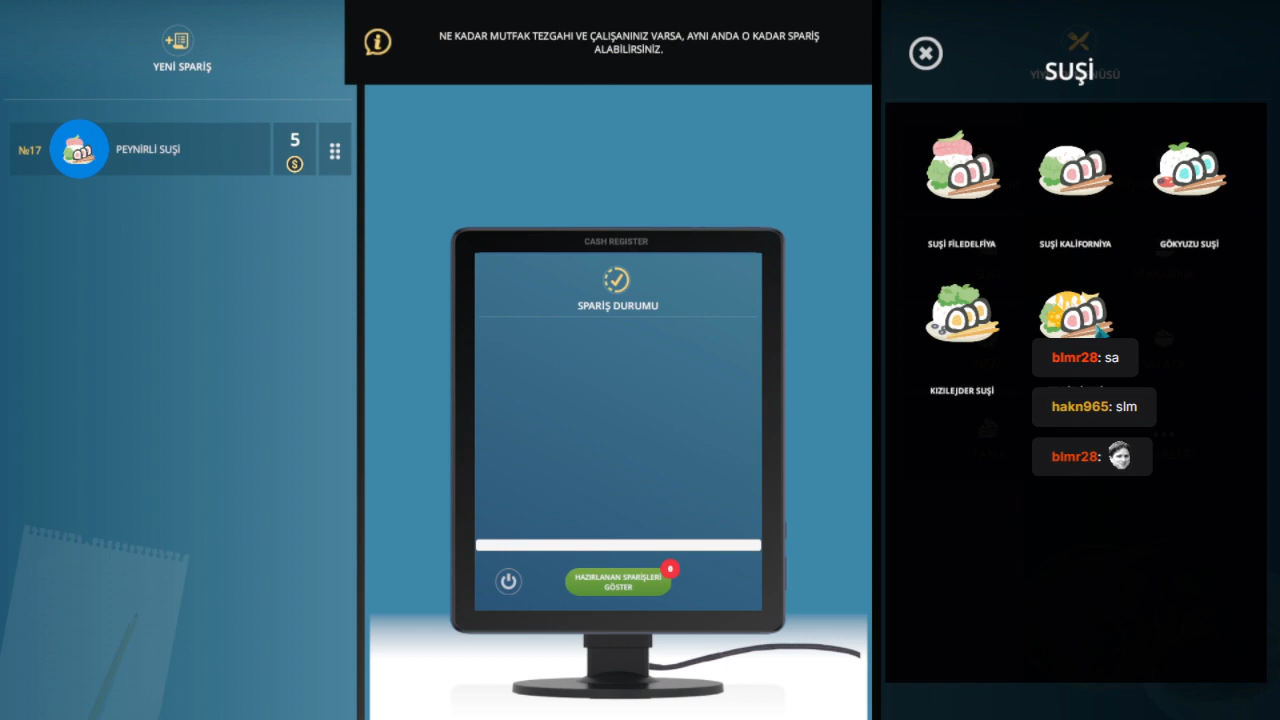 YENİ SPARİŞ
№17
PEYNİRLİ SUŞİ
5
NE KADAR MUTFAK TEZGAHI VE ÇALIŞANINIZ VARSA, AYNI ANDA O KADAR SPARİŞ
ALABİLİRSİNİZ.
CASH REGISTER
SPARİŞ DURUMU
HAZIRLANAN SPARİŞLERİ
GÖSTER
0
SUŞİ
SUŞİ FİLEDELFİYA
SUŞİ KALİFORNİYA
GÖKYUZU SUŞİ
KIZILEJDER SUŞİ
blmr28: sa
hakn965: slm
blmr28: